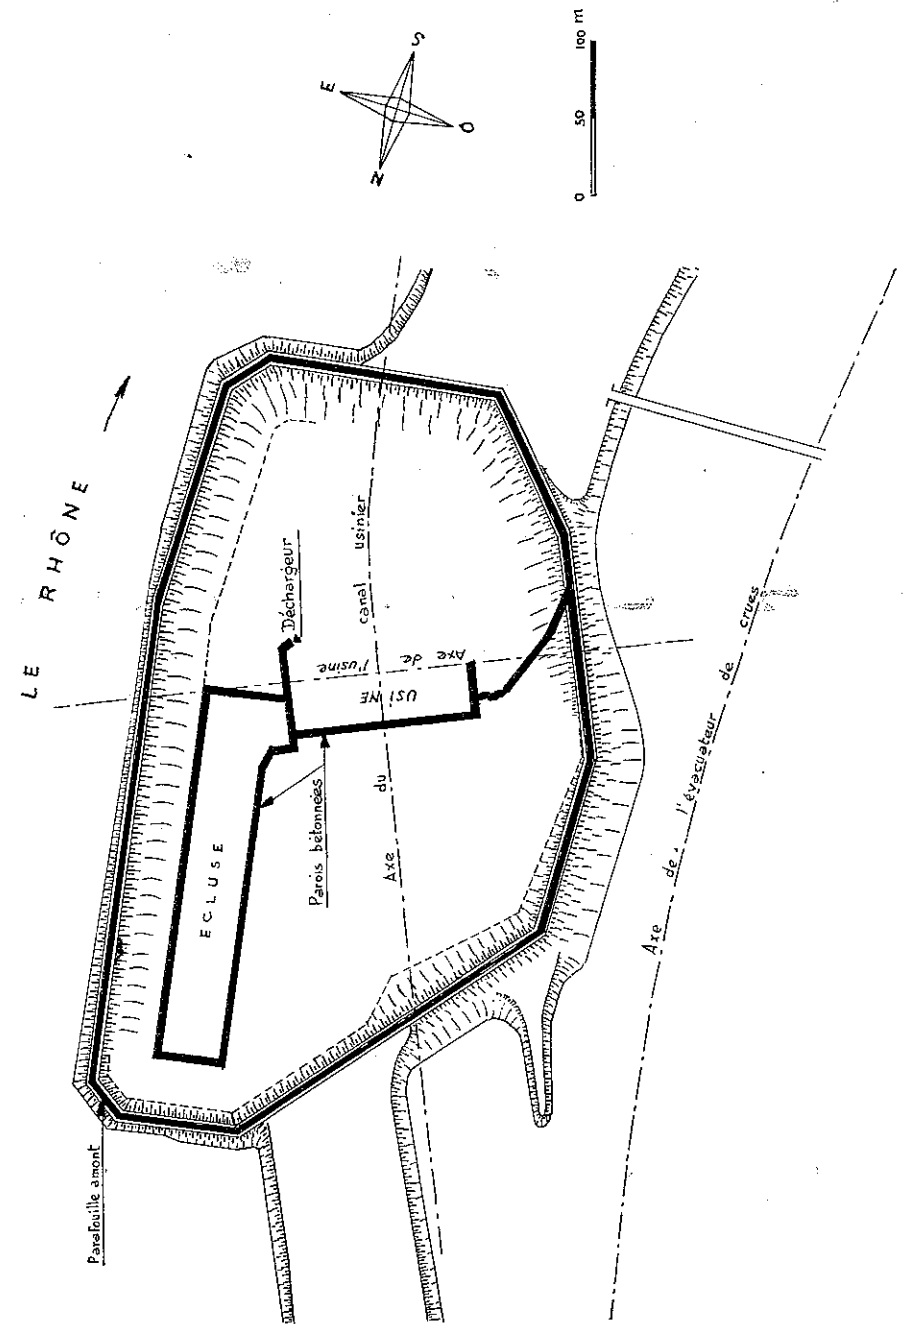 LE RHÔNE
E
S
N
O
0 50 100 m
Déchargeur
Axe du canal usinier
Axe de l'usine
USINE
ECLUSE
Parois bétonnées
Parafouille amont
Axe de l'évacuateur de crues